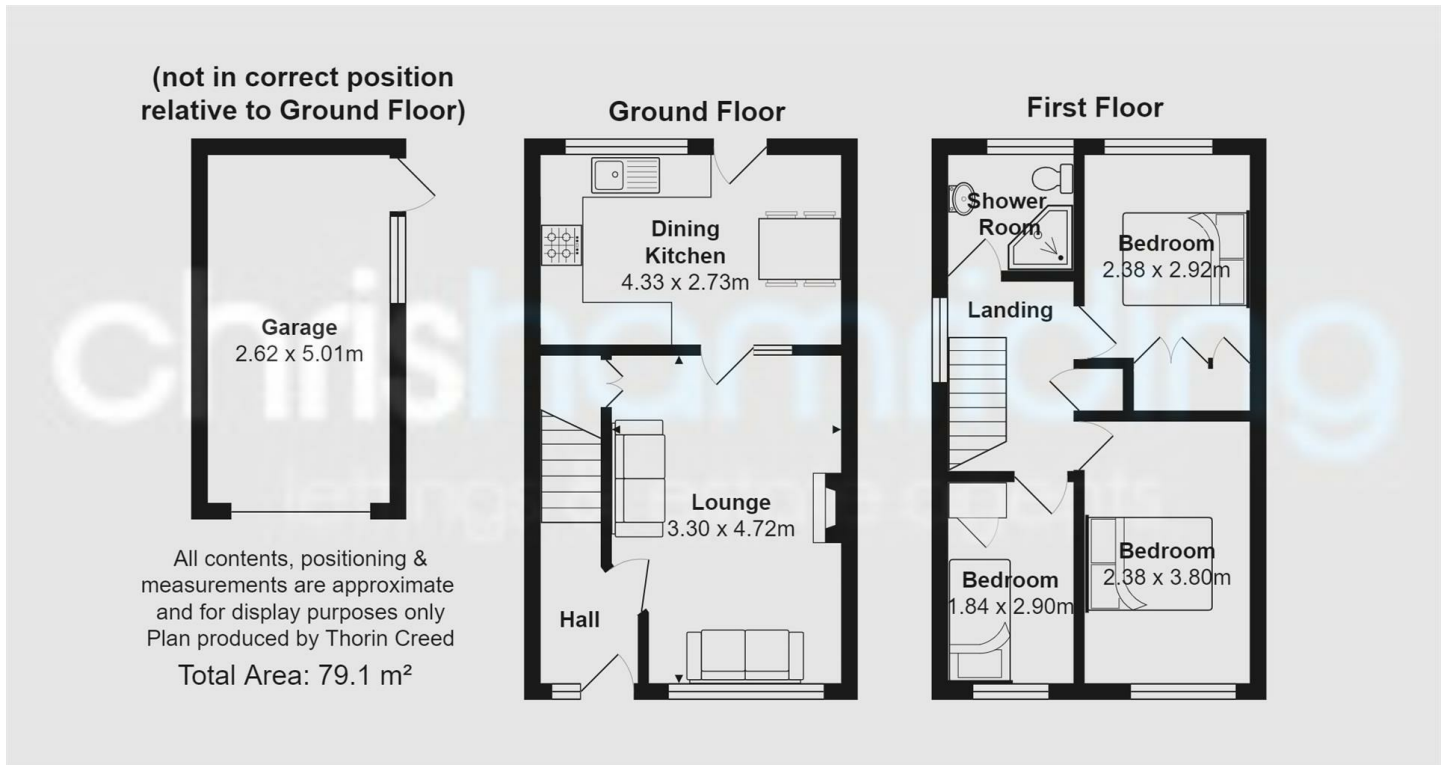 (not in correct position
relative to Ground Floor)
Garage
2.62 x 5.01m
All contents, positioning &
measurements are approximate
and for display purposes only
Plan produced by Thorin Creed
Total Area: 79.1 m²
Ground Floor
Dining
Kitchen
4.33 x 2.73m
Lounge
3.30 x 4.72m
Hall
First Floor
Shower
Room
Bedroom
2.38 x 2.92m
Landing
Bedroom
1.84 x 2.90m
Bedroom
2.38 x 3.80m